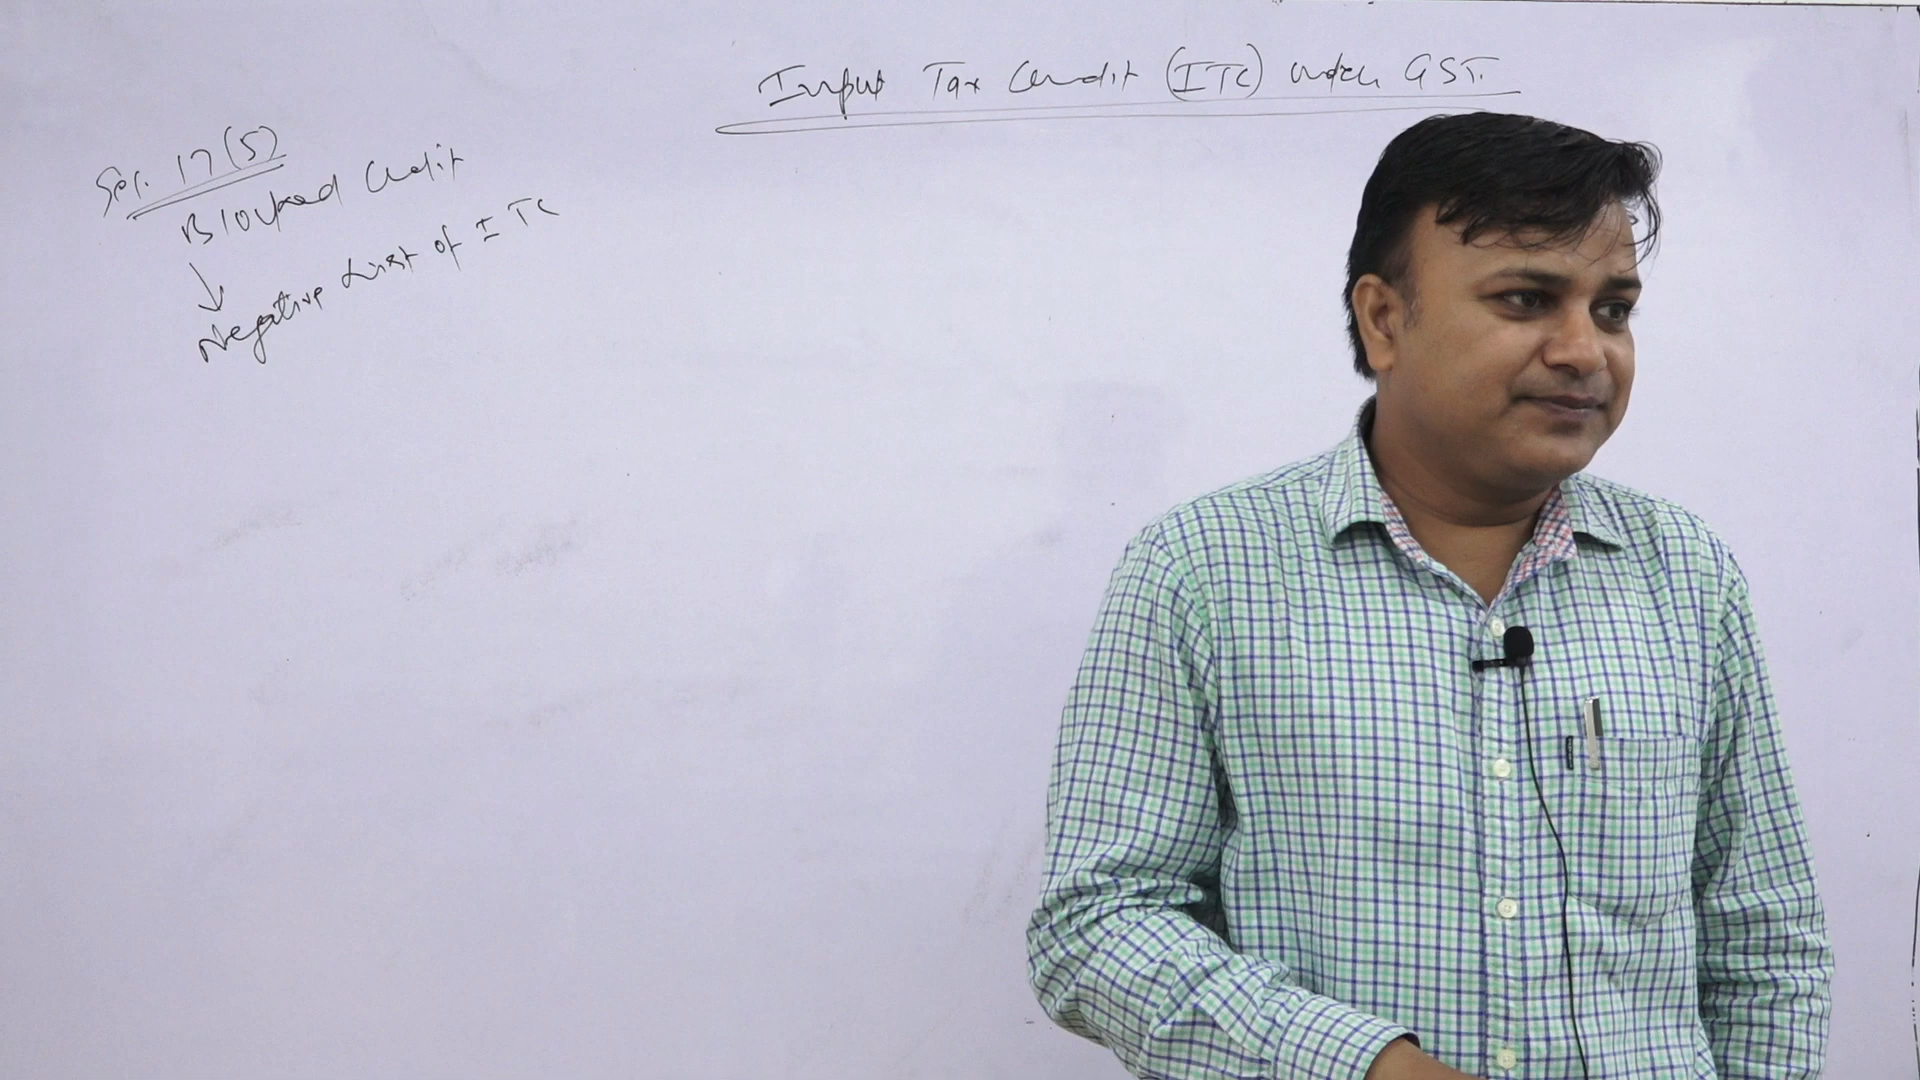 Input Tax Credit (ITC) under GST.
Sec. 17(5)
Blocked Credit
↓
Negative List of ITC